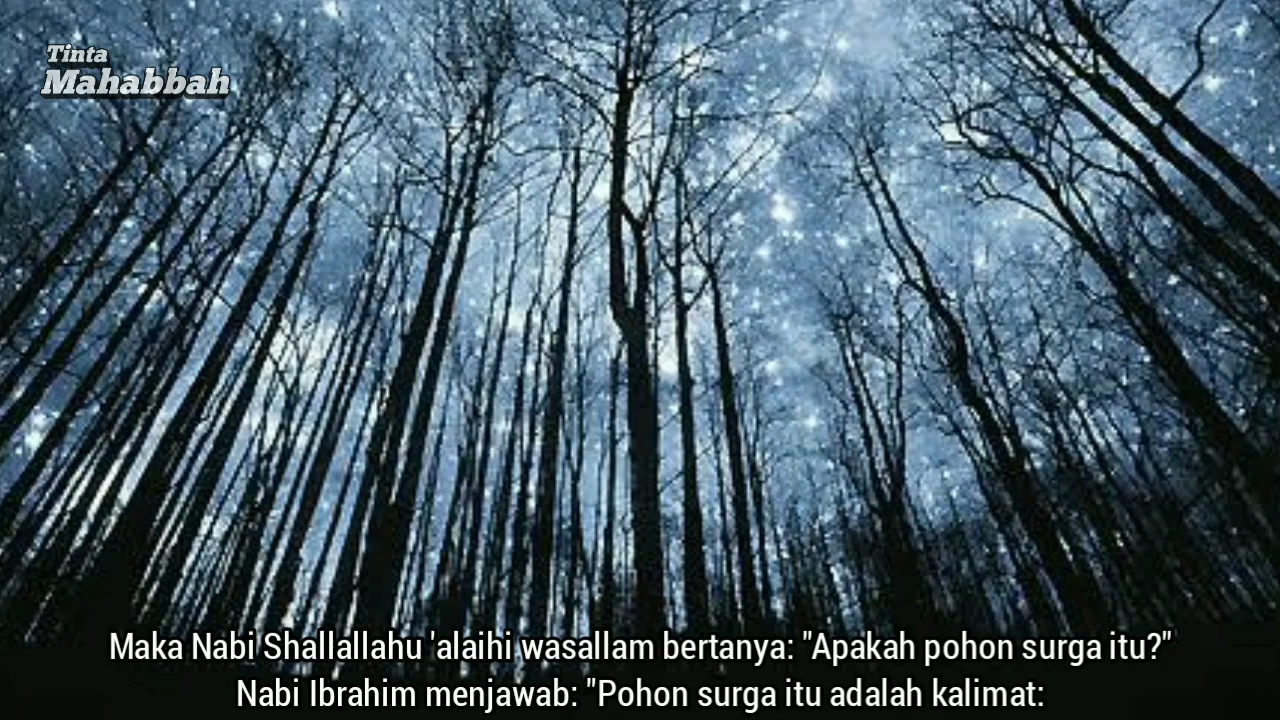 Tinta
Mahabbah
Maka Nabi Shallallahu 'alaihi wasallam bertanya: "Apakah pohon surga itu?"
Nabi Ibrahim menjawab: "Pohon surga itu adalah kalimat: